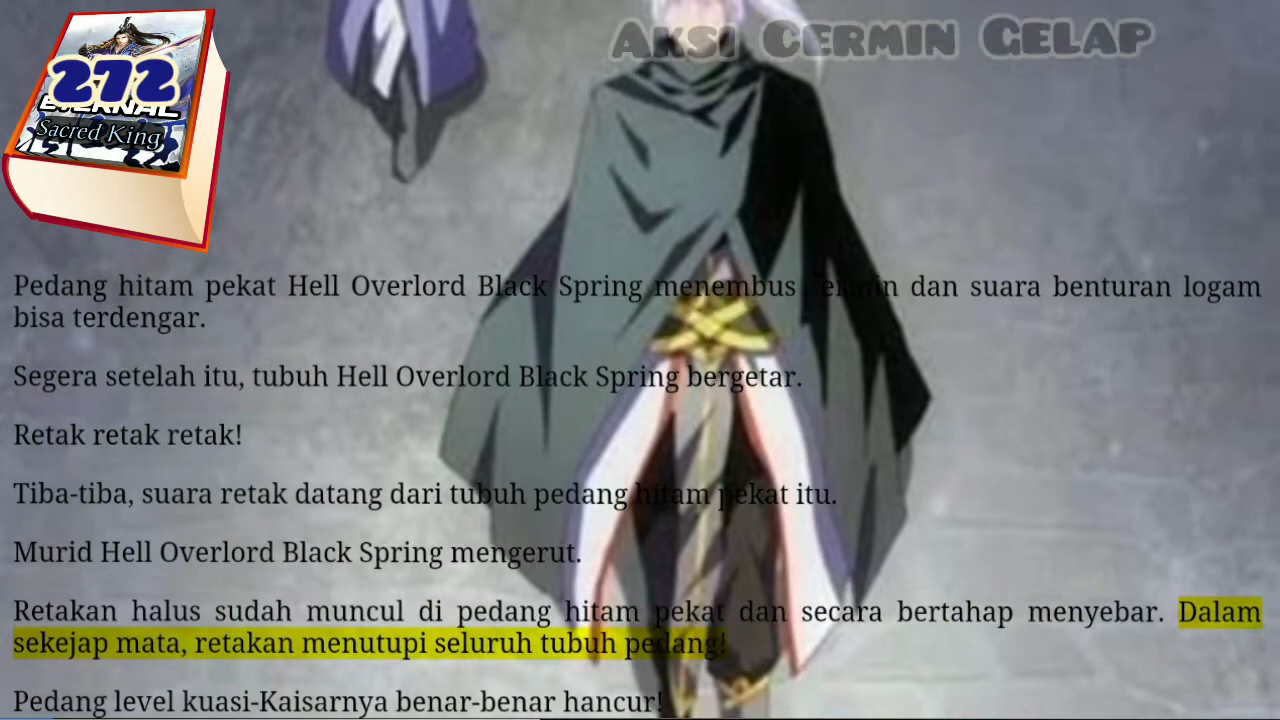 Aksi Cermin Gelap
272
ETERNAL
Sacred King
Pedang hitam pekat Hell Overlord Black Spring menembus cermin dan suara benturan logam
bisa terdengar.
Segera setelah itu, tubuh Hell Overlord Black Spring bergetar.
Retak retak retak!
Tiba-tiba, suara retak datang dari tubuh pedang hitam pekat itu.
Murid Hell Overlord Black Spring mengerut.
Retakan halus sudah muncul di pedang hitam pekat dan secara bertahap menyebar. Dalam
sekejap mata, retakan menutupi seluruh tubuh pedang!
Pedang level kuasi-Kaisarnya benar-benar hancur!